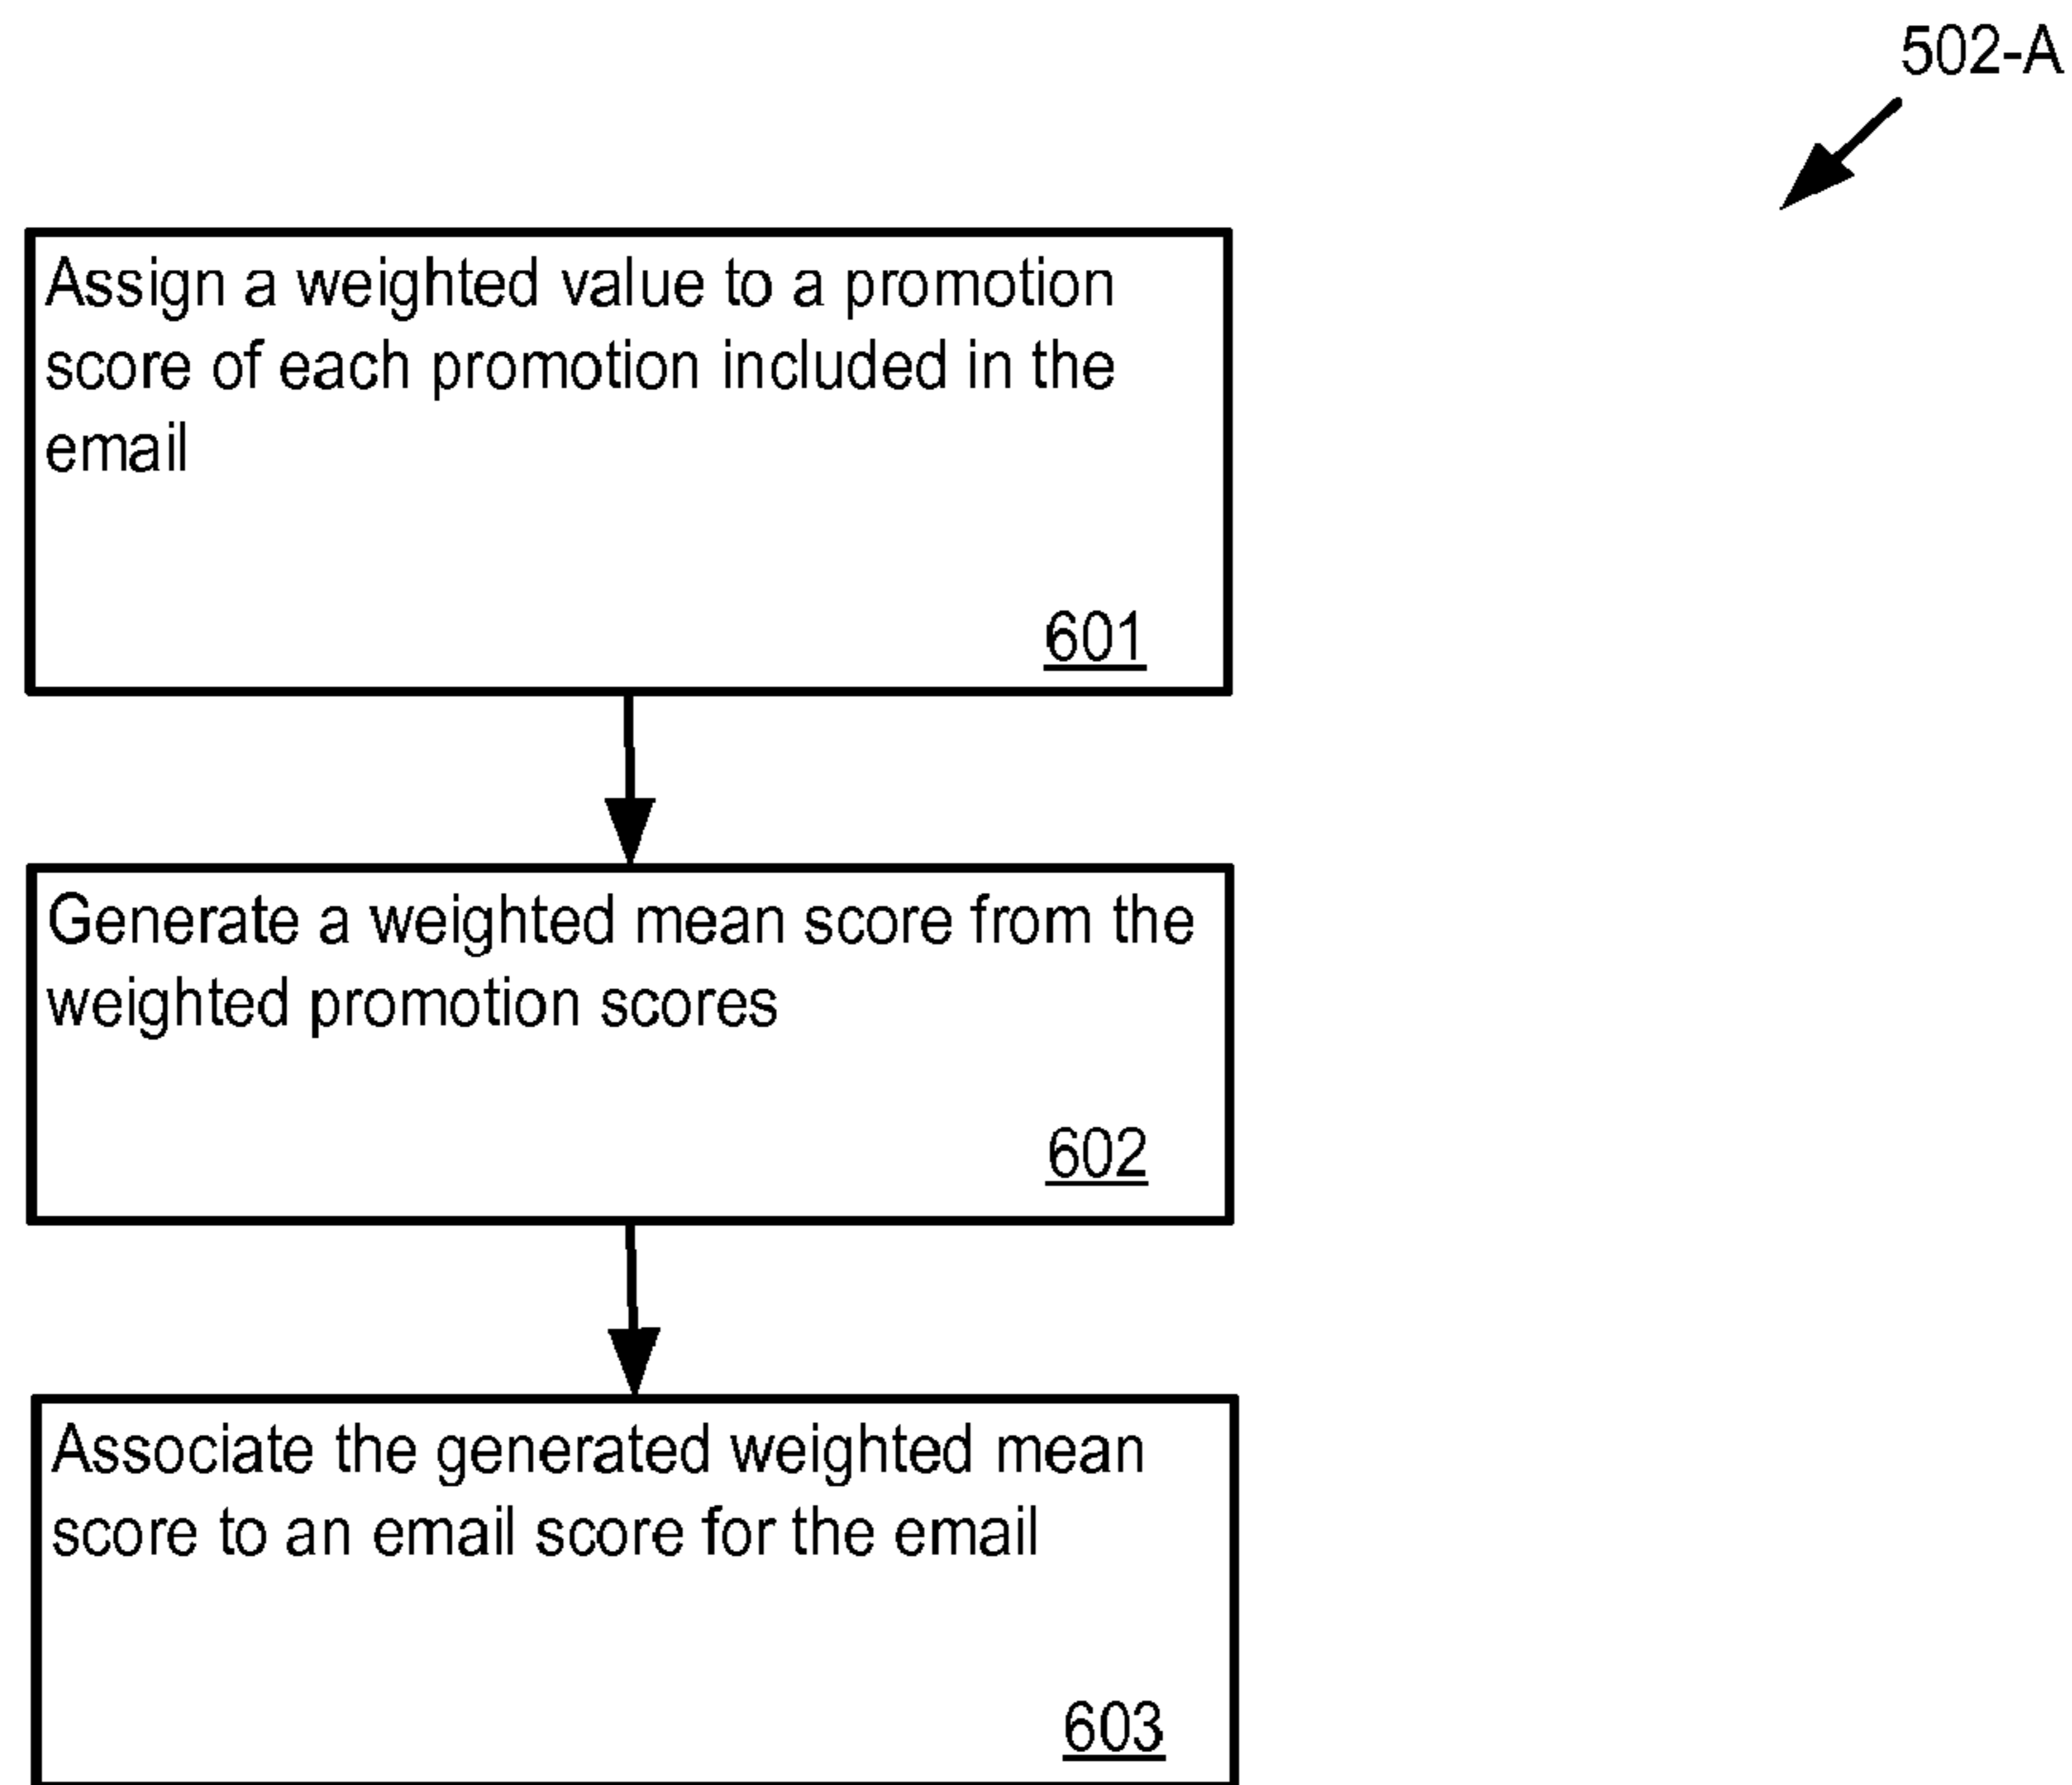 502-A
Assign a weighted value to a promotion
score of each promotion included in the
email
601
Generate a weighted mean score from the
weighted promotion scores
602
Associate the generated weighted mean
score to an email score for the email
603